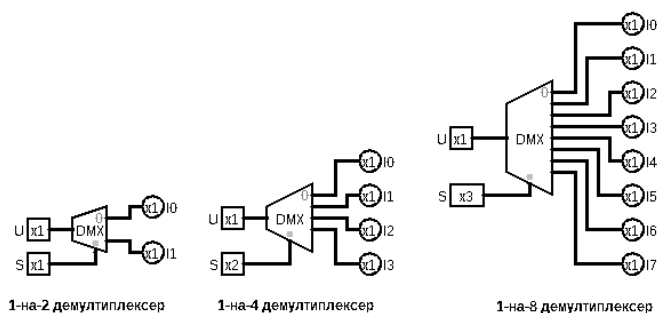 0
DMX
U x1
S x1
x1 I0
x1 I1
1-на-2 демултиплексер
0
DMX
U x1
S x2
x1 I0
x1 I1
x1 I2
x1 I3
1-на-4 демултиплексер
0
DMX
U x1
S x3
x1 I0
x1 I1
x1 I2
x1 I3
x1 I4
x1 I5
x1 I6
x1 I7
1-на-8 демултиплексер